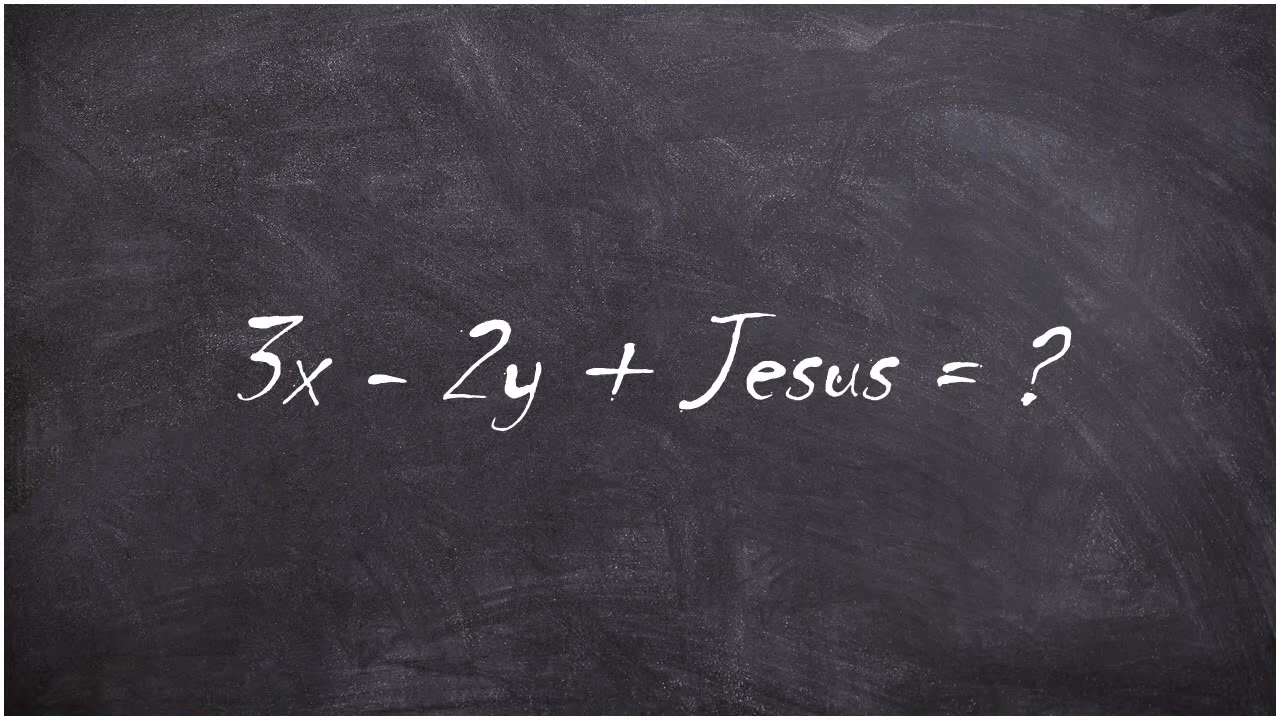 3x - 2y + Jesus = ?